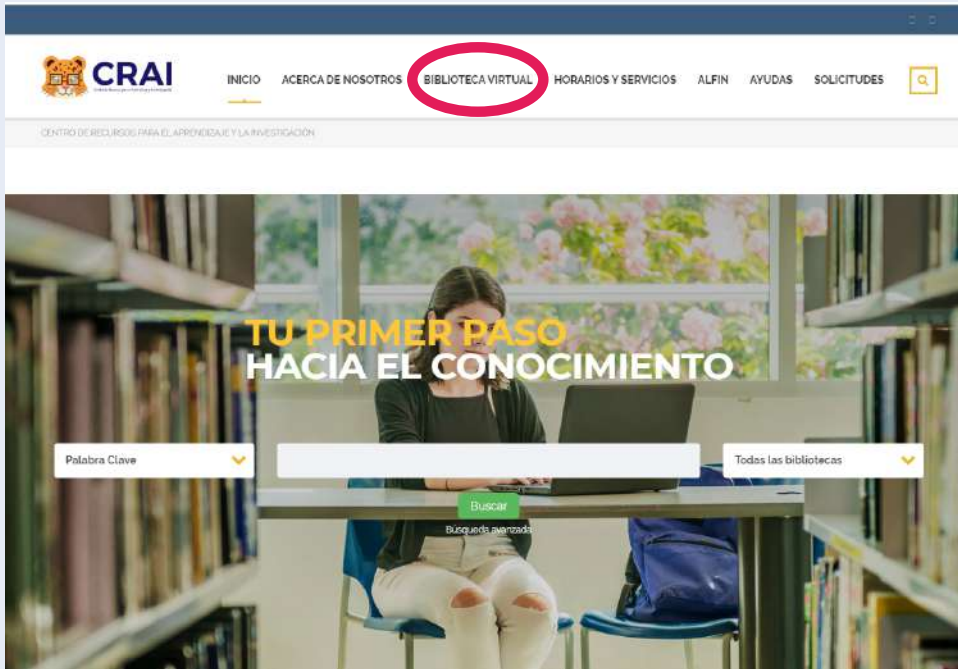 CRAI
INICIO ACERCA DE NOSOTROS BIBLIOTECA VIRTUAL HORARIOS Y SERVICIOS ALFIN AYUDAS SOLICITUDES
CENTRO DE RECURSOS PARA EL APRENDIZAJE Y LA INVESTIGACIÓN
TU PRIMER PASO
HACIA EL CONOCIMIENTO
Palabra Clave Todas las bibliotecas
Buscar
Búsqueda avanzada